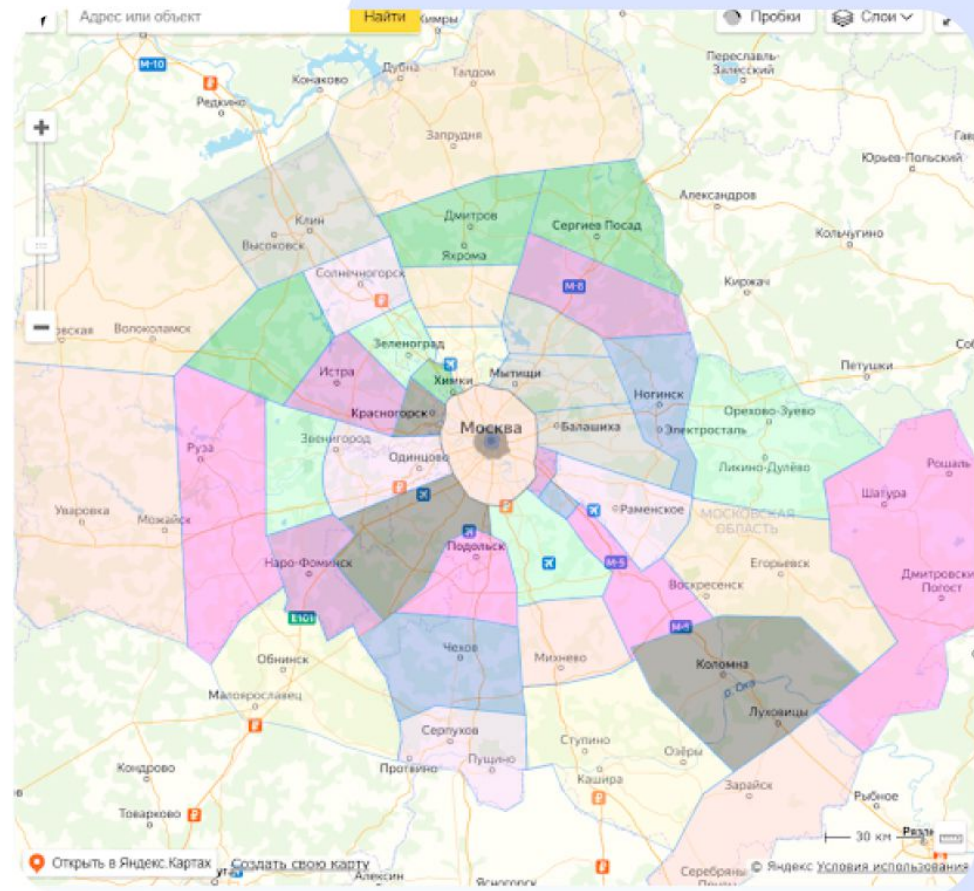 Адрес или объект
Найти
Кимры
Пробки
Слои
М-10
Редкино
Конаково
Дубна
Талдом
Переславль-
Залесский
Запрудня
Юрьев-Польский
Александров
Кольчугино
Клин
Высоковск
Дмитров
Яхрома
Сергиев Посад
Солнечногорск
М-8
Киржач
Волоколамск
Зеленоград
Истра
Химки
Мытищи
Петушки
Ногинск
Красногорск
Москва
Балашиха
Электросталь
Орехово-Зуево
Звенигород
Одинцово
Руза
Ликино-Дулёво
Рошаль
Шатура
Уваровка
Можайск
Раменское
МОСКОВСКАЯ
ОБЛАСТЬ
Подольск
Наро-Фоминск
М-5
Егорьевск
Воскресенск
Дмитровский
Погост
E101
Чехов
Михнево
Коломна
р. Ока
Луховицы
Обнинск
Малоярославец
Серпухов
Пущино
Протвино
Ступино
Озёры
Кашира
Зарайск
Кондрово
Товарково
Рыбное
30 км
Открыть в Яндекс.Картах
Создать свою карту
Алексин
Ясногорск
Серебряны
© Яндекс Условия использования